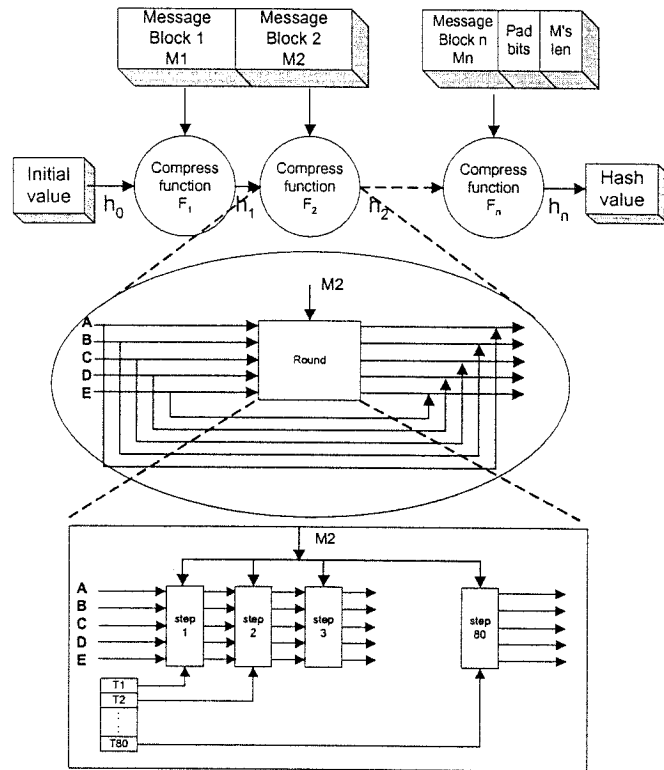 Message
Block 1
M1
Message
Block 2
M2
Message
Block n
Mn
Pad
bits
M's
len
Initial
value
h0
Compress
function
F1
h1
Compress
function
F2
h2
Compress
function
Fn
hn
Hash
value
M2
A
B
C
D
E
Round
M2
A
B
C
D
E
step
1
step
2
step
3
step
80
T1
T2
T80